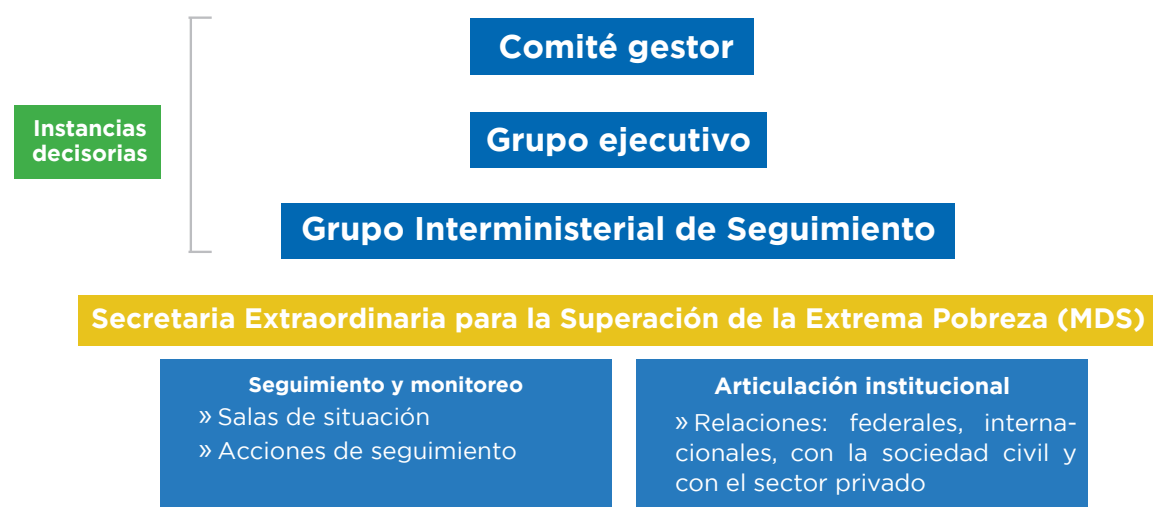 Comité gestor
Instancias
decisorias
Grupo ejecutivo
Grupo Interministerial de Seguimiento
Secretaria Extraordinaria para la Superación de la Extrema Pobreza (MDS)
Seguimiento y monitoreo
» Salas de situación
» Acciones de seguimiento
Articulación institucional
» Relaciones: federales, interna-
cionales, con la sociedad civil y
con el sector privado